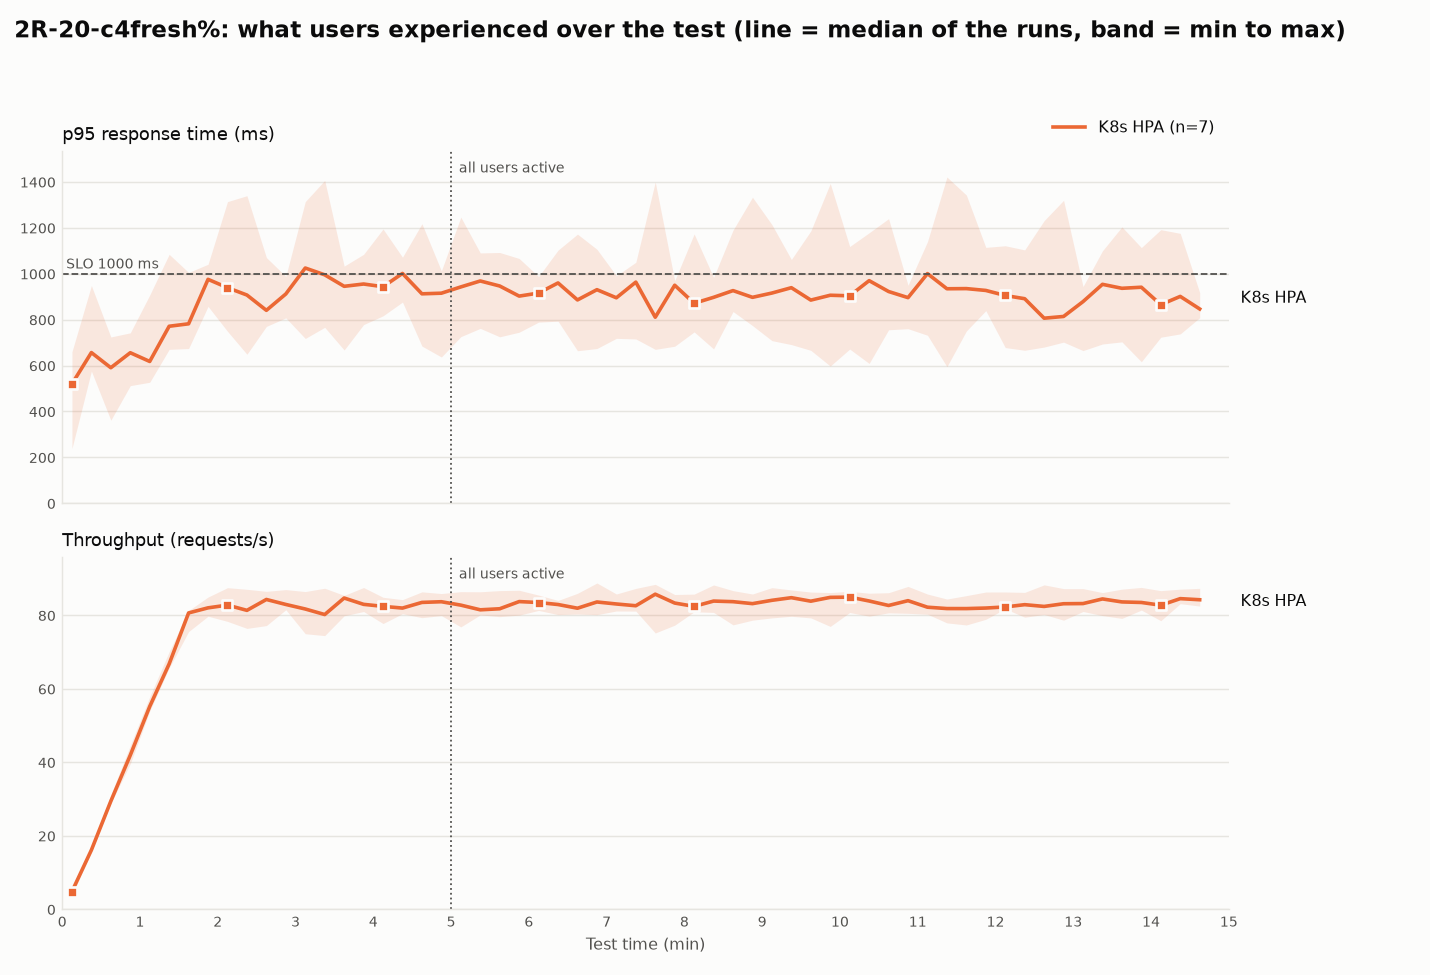 2R-20-c4fresh%: what users experienced over the test (line = median of the runs, band = min to max)
K8s HPA (n=7)
p95 response time (ms)
all users active
1400
1200
SLO 1000 ms
1000
K8s HPA
800
600
400
200
0
Throughput (requests/s)
all users active
80
K8s HPA
60
40
20
0
0 1 2 3 4 5 6 7 8 9 10 11 12 13 14 15
Test time (min)